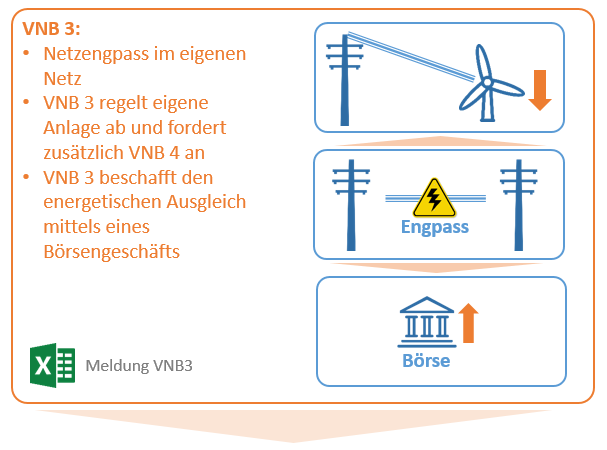 VNB 3:
• Netzengpass im eigenen
Netz
• VNB 3 regelt eigene
Anlage ab und fordert
zusätzlich VNB 4 an
• VNB 3 beschafft den
energetischen Ausgleich
mittels eines
Börsengeschäfts
Engpass
Börse
X
Meldung VNB3